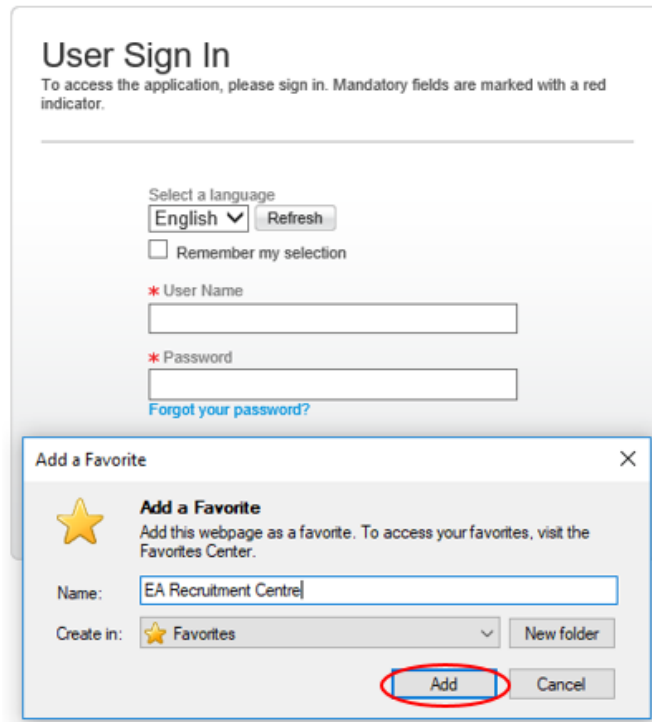 User Sign In
To access the application, please sign in. Mandatory fields are marked with a red
indicator.
Select a language
English Refresh
Remember my selection
* User Name
* Password
Forgot your password?
Add a Favorite
Add a Favorite
Add this webpage as a favorite. To access your favorites, visit the
Favorites Center.
Name: EA Recruitment Centre
Create in: Favorites New folder
Add Cancel